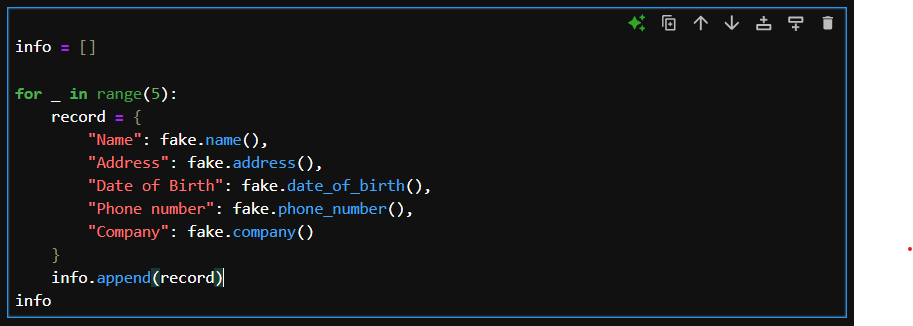 info = []
for _ in range(5):
    record = {
        "Name": fake.name(),
        "Address": fake.address(),
        "Date of Birth": fake.date_of_birth(),
        "Phone number": fake.phone_number(),
        "Company": fake.company()
    }
    info.append(record)
info